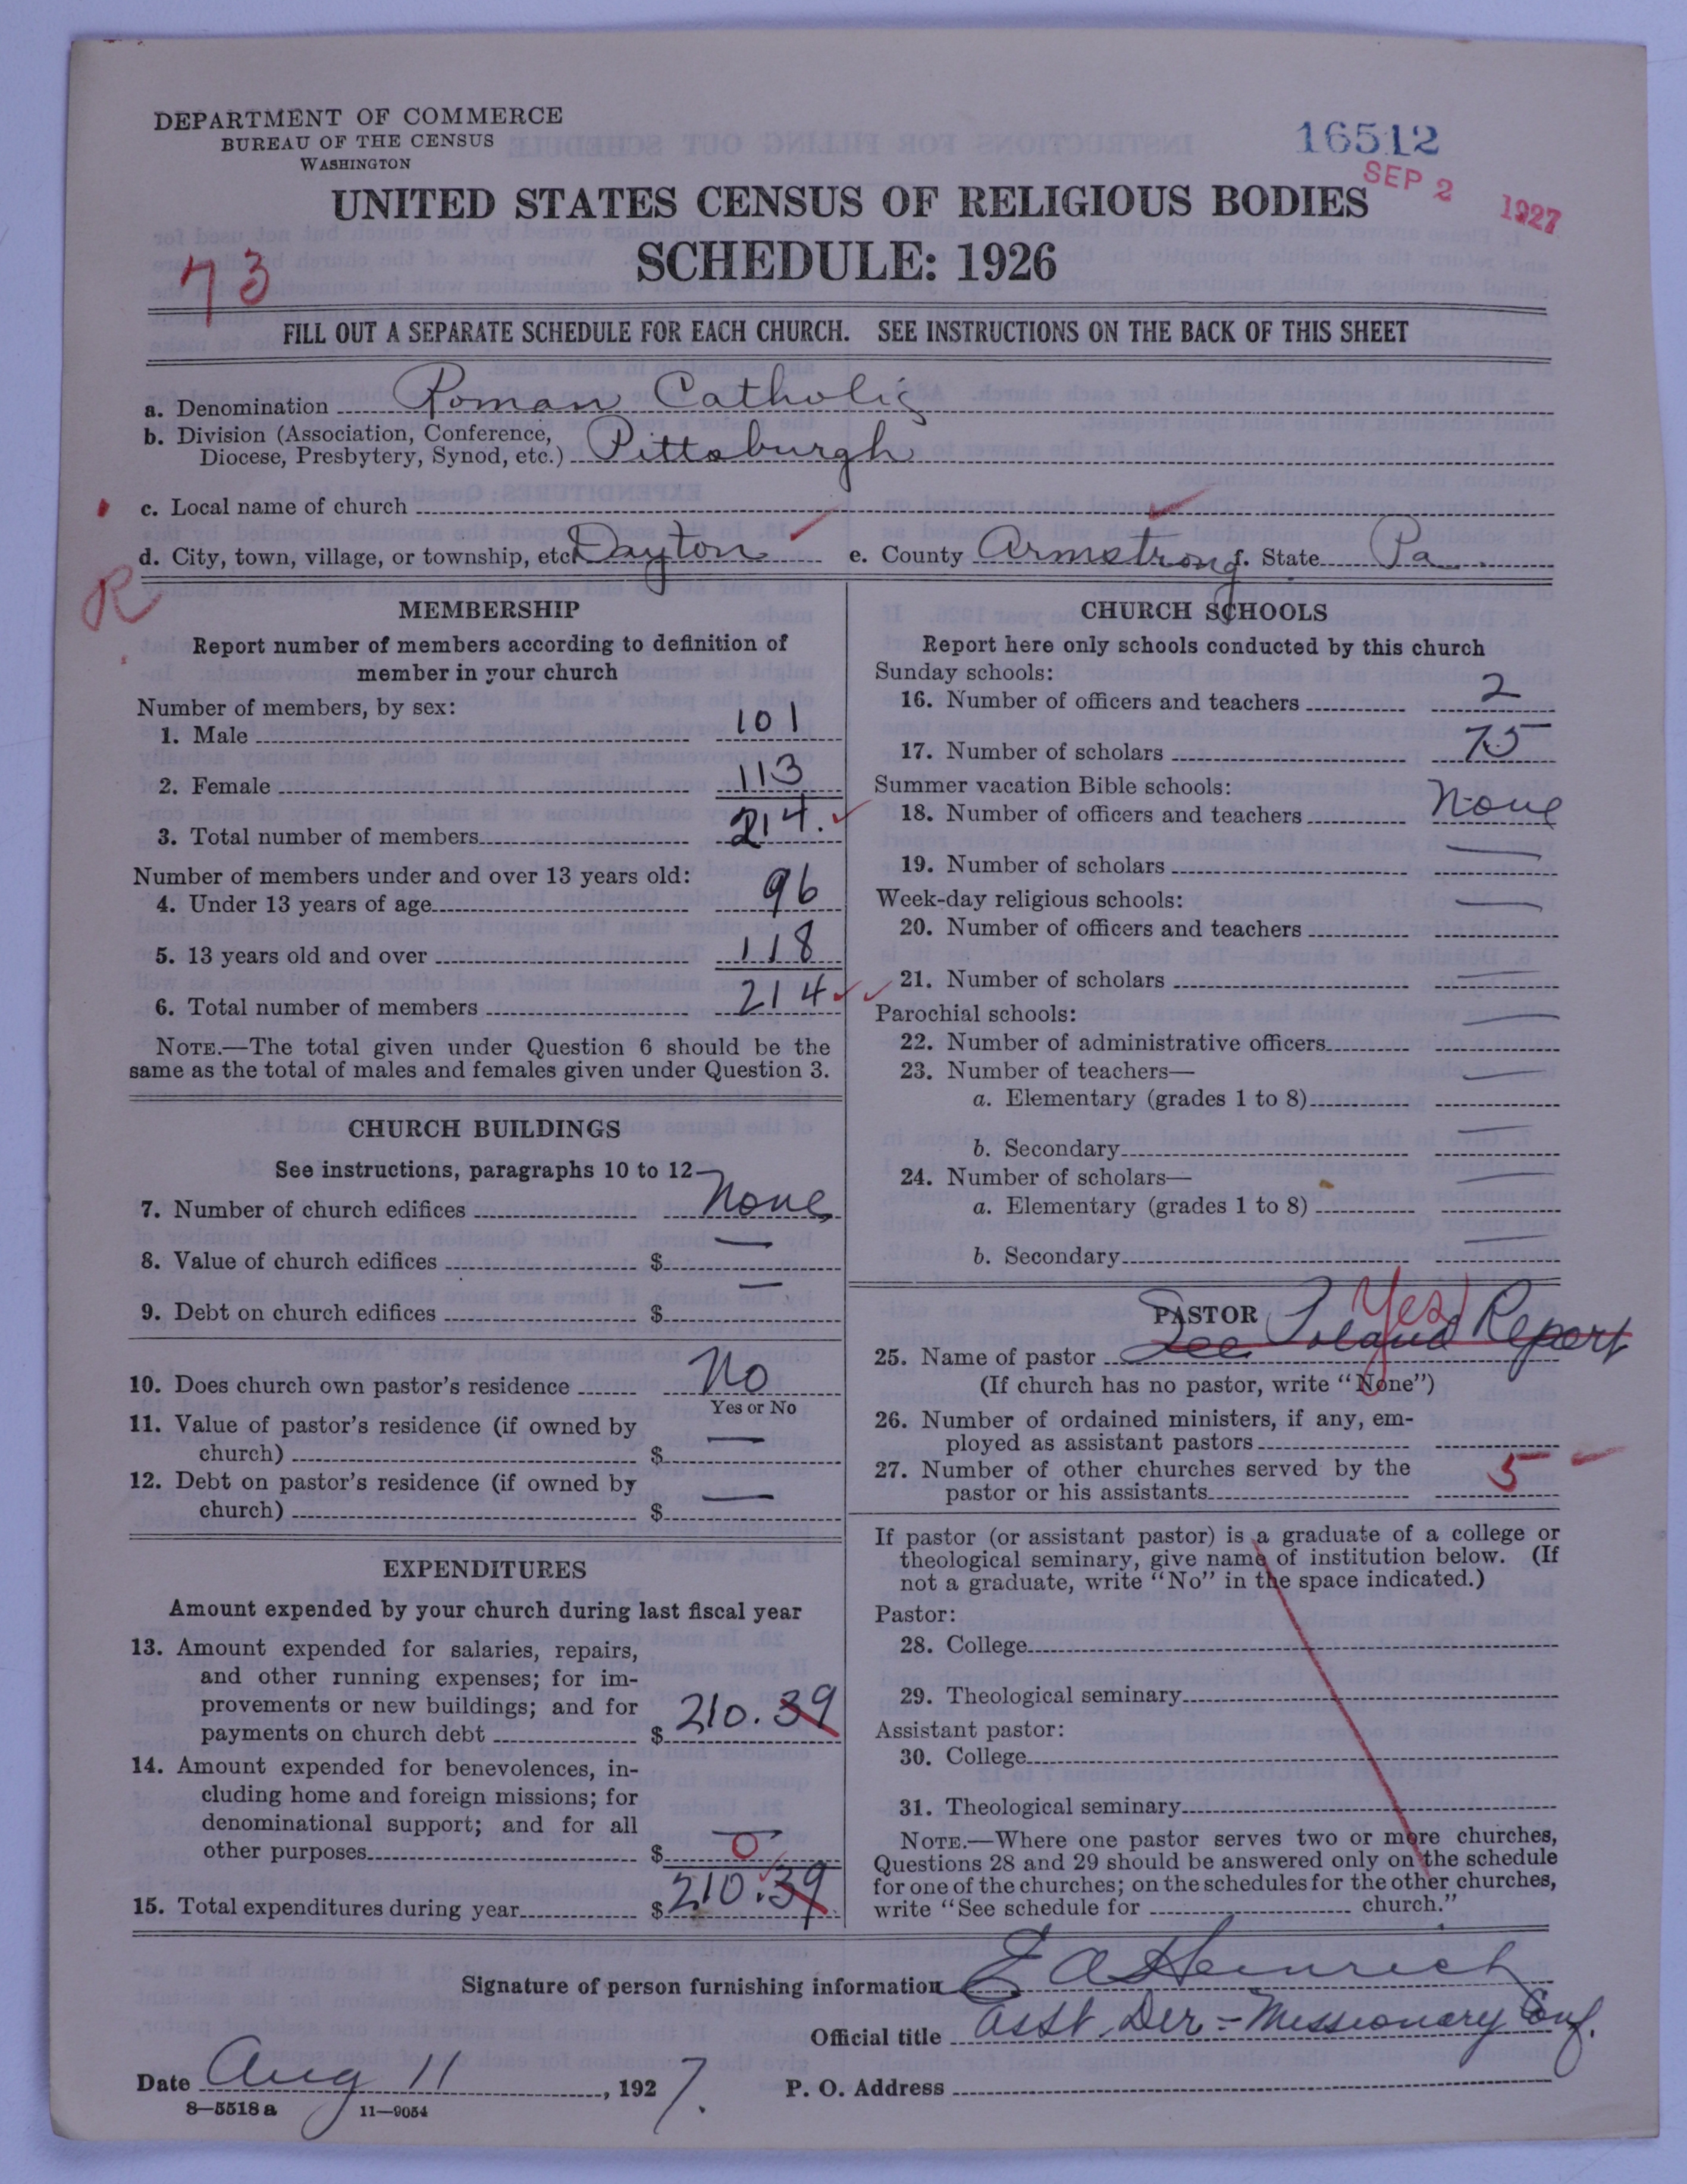 DEPARTMENT OF COMMERCE
BUREAU OF THE CENSUS
WASHINGTON
16512
SEP 2 1927
UNITED STATES CENSUS OF RELIGIOUS BODIES
SCHEDULE: 1926
73
FILL OUT A SEPARATE SCHEDULE FOR EACH CHURCH. SEE INSTRUCTIONS ON THE BACK OF THIS SHEET
a. Denomination Roman Catholic
b. Division (Association, Conference,
Diocese, Presbytery, Synod, etc.) Pittsburgh
c. Local name of church
d. City, town, village, or township, etc. Dayton e. County Armstrong f. State Pa.
R
MEMBERSHIP
Report number of members according to definition of
member in your church
Number of members, by sex:
1. Male 101
2. Female 113
3. Total number of members 214.
Number of members under and over 13 years old:
4. Under 13 years of age 96
5. 13 years old and over 118
6. Total number of members 214
NOTE.—The total given under Question 6 should be the
same as the total of males and females given under Question 3.
CHURCH BUILDINGS
See instructions, paragraphs 10 to 12
7. Number of church edifices None
8. Value of church edifices $ —
9. Debt on church edifices $ —
10. Does church own pastor's residence No
Yes or No
11. Value of pastor's residence (if owned by
church) $ —
12. Debt on pastor's residence (if owned by
church) $ —
EXPENDITURES
Amount expended by your church during last fiscal year
13. Amount expended for salaries, repairs,
and other running expenses; for im-
provements or new buildings; and for
payments on church debt $ 210.39
14. Amount expended for benevolences, in-
cluding home and foreign missions; for
denominational support; and for all
other purposes $ — 0
15. Total expenditures during year $ 210.39
CHURCH SCHOOLS
Report here only schools conducted by this church
Sunday schools:
16. Number of officers and teachers 2
17. Number of scholars 75
Summer vacation Bible schools:
18. Number of officers and teachers None
19. Number of scholars —
Week-day religious schools:
20. Number of officers and teachers —
21. Number of scholars —
Parochial schools:
22. Number of administrative officers —
23. Number of teachers—
a. Elementary (grades 1 to 8) —
b. Secondary —
24. Number of scholars—
a. Elementary (grades 1 to 8) —
b. Secondary —
PASTOR Yes
25. Name of pastor See Report
(If church has no pastor, write "None")
26. Number of ordained ministers, if any, em-
ployed as assistant pastors
27. Number of other churches served by the
pastor or his assistants 5
If pastor (or assistant pastor) is a graduate of a college or
theological seminary, give name of institution below. (If
not a graduate, write "No" in the space indicated.)
Pastor:
28. College
29. Theological seminary
Assistant pastor:
30. College
31. Theological seminary
NOTE.—Where one pastor serves two or more churches,
Questions 28 and 29 should be answered only on the schedule
for one of the churches; on the schedules for the other churches,
write "See schedule for church."
Signature of person furnishing information E A Heinrich
Official title Asst. Dir - Missionary Conf.
Date Aug 11, 1927. P. O. Address
8—5518a 11—9054